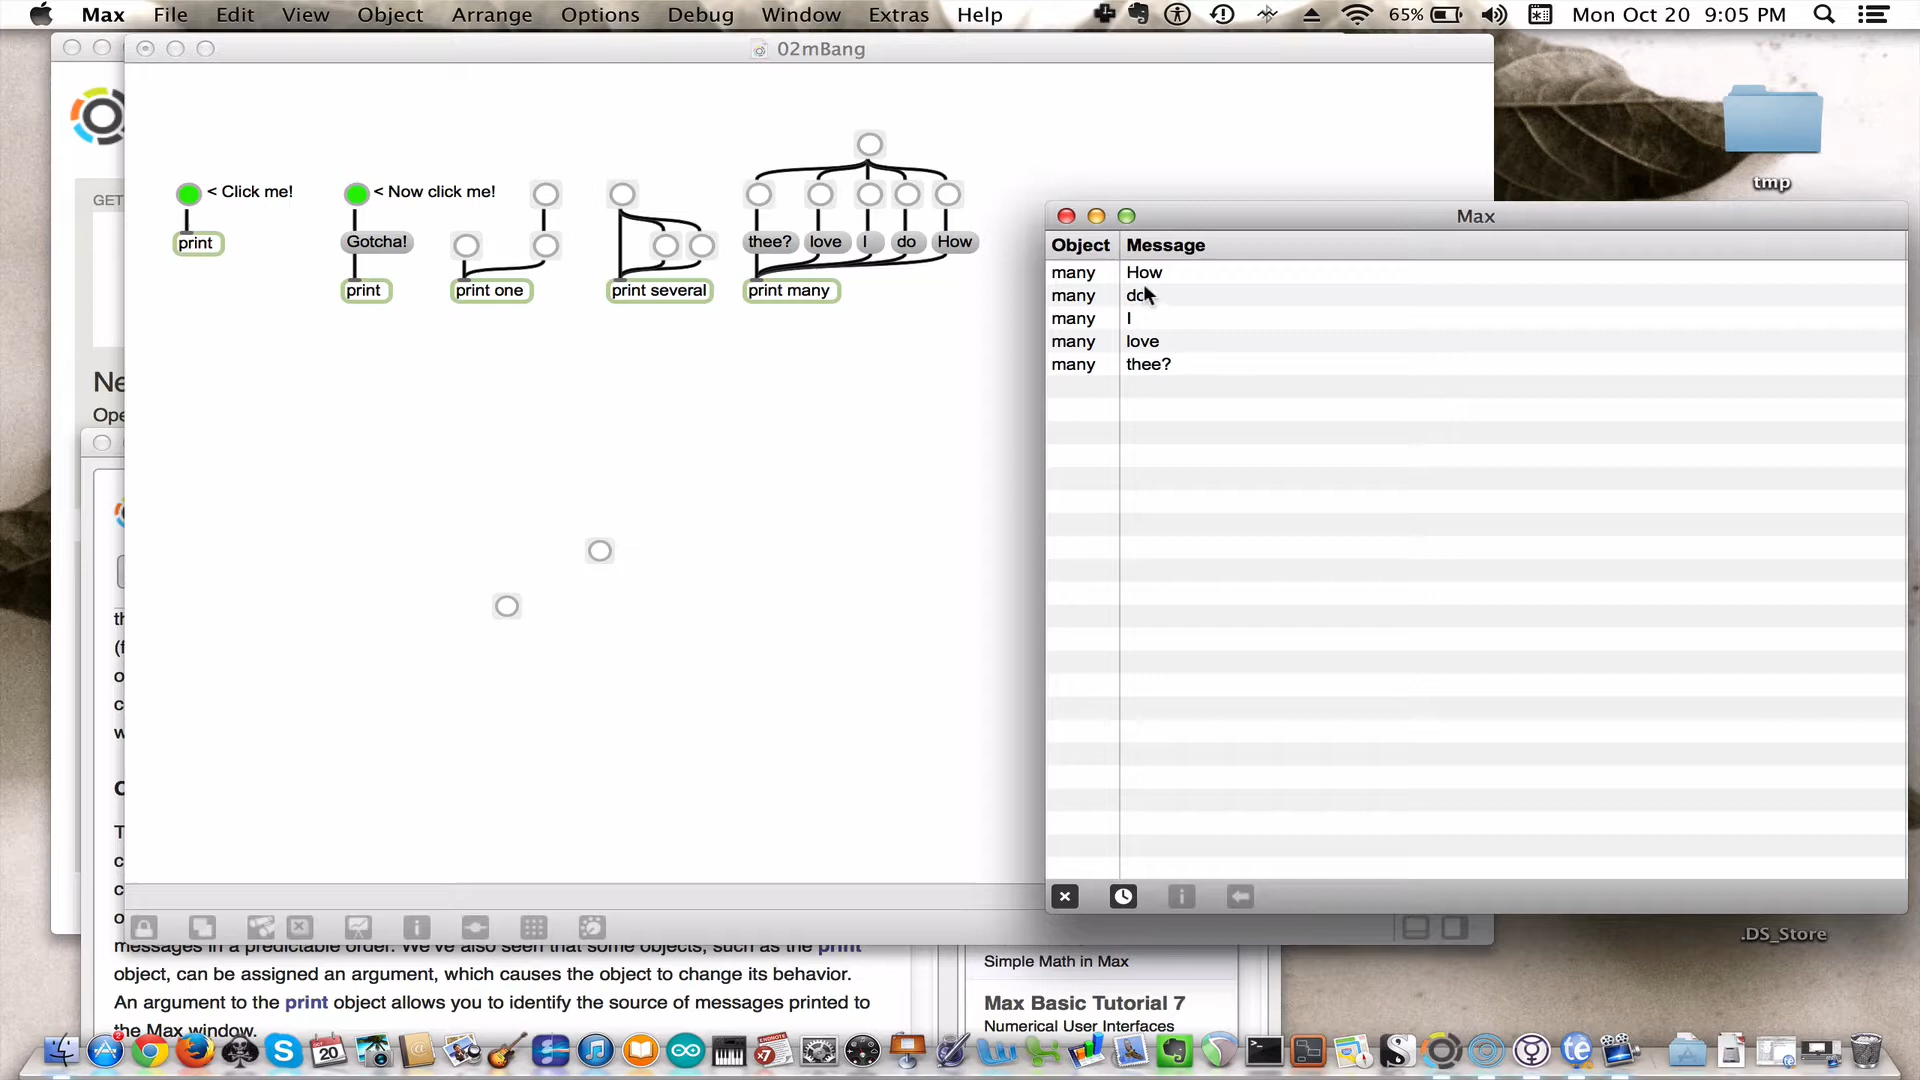 Max File Edit View Object Arrange Options Debug Window Extras Help 65% Mon Oct 20 9:05 PM
02mBang
tmp
< Click me!
< Now click me!
GET
print
Gotcha!
thee? love I do How
print
print one
print several
print many
Max
Object Message
many How
many do
many I
many love
many thee?
Ne
Ope
messages in a predictable order. We've also seen that some objects, such as the print
object, can be assigned an argument, which causes the object to change its behavior.
An argument to the print object allows you to identify the source of messages printed to
the Max window.
Simple Math in Max
Max Basic Tutorial 7
Numerical User Interfaces
.DS_Store